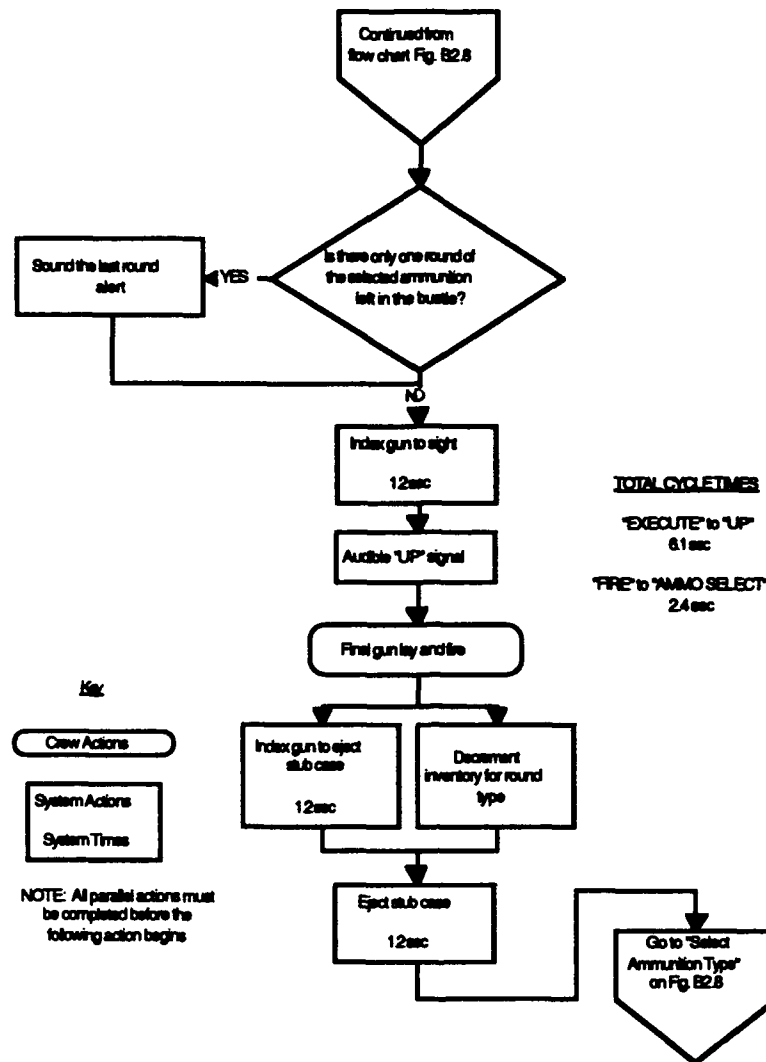 Continued from
flow chart Fig. B2.8
Is there only one round of
the selected ammunition
left in the bustle?
YES
Sound the last round
alert
NO
Index gun to sight
1.2 sec
Audible "UP" signal
Final gun lay and fire
Index gun to eject
stub case
1.2 sec
Decrement
inventory for round
type
Eject stub case
1.2 sec
Go to "Select
Ammunition Type"
on Fig. B2.8
TOTAL CYCLE TIMES
"EXECUTE" to "UP"
6.1 sec
"FIRE" to "AMMO SELECT"
2.4 sec
Key
Crew Actions
System Actions
System Times
NOTE: All parallel actions must
be completed before the
following action begins